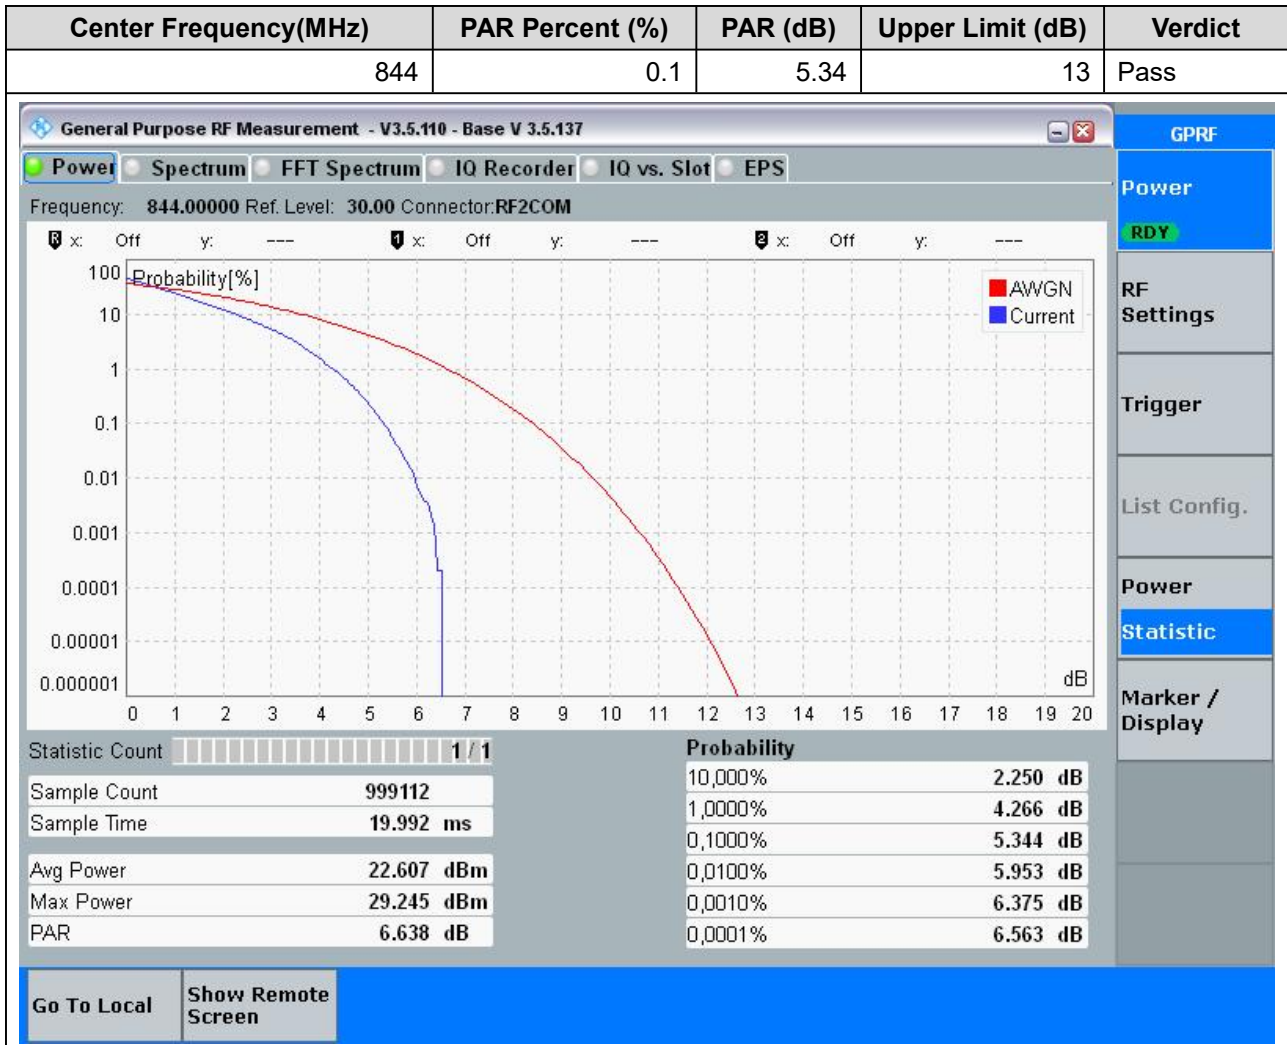 Center Frequency(MHz) PAR Percent (%) PAR (dB) Upper Limit (dB) Verdict
844 0.1 5.34 13 Pass
General Purpose RF Measurement - V3.5.110 - Base V 3.5.137
GPRF
Power Spectrum FFT Spectrum IQ Recorder IQ vs. Slot EPS
Frequency: 844.00000 Ref. Level: 30.00 Connector:RF2COM
R x: Off y: --- 1 x: Off y: --- 2 x: Off y: ---
Probability[%]
100
10
1
0.1
0.01
0.001
0.0001
0.00001
0.000001
AWGN
Current
dB
0 1 2 3 4 5 6 7 8 9 10 11 12 13 14 15 16 17 18 19 20
Statistic Count 1 / 1
Sample Count 999112
Sample Time 19.992 ms
Avg Power 22.607 dBm
Max Power 29.245 dBm
PAR 6.638 dB
Probability
10,000% 2.250 dB
1,0000% 4.266 dB
0,1000% 5.344 dB
0,0100% 5.953 dB
0,0010% 6.375 dB
0,0001% 6.563 dB
Power
RDY
RF
Settings
Trigger
List Config.
Power
Statistic
Marker /
Display
Go To Local
Show Remote
Screen